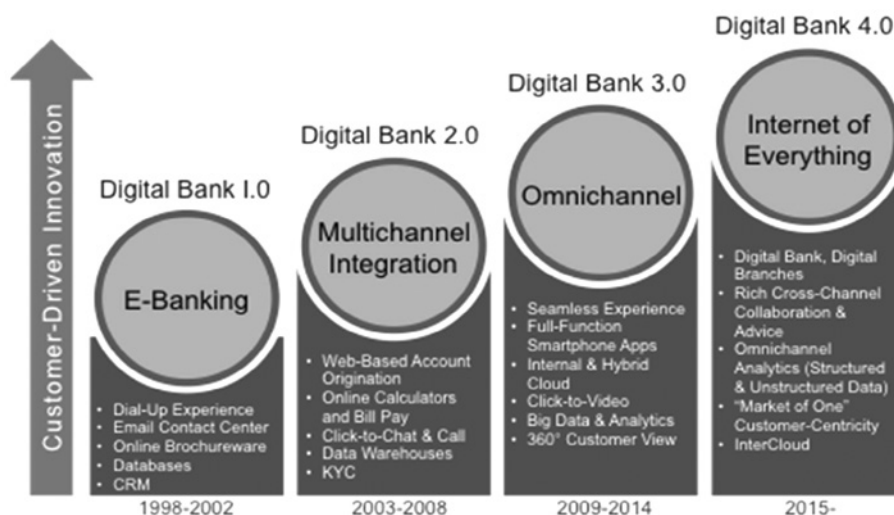 Customer-Driven Innovation
Digital Bank I.0
E-Banking
• Dial-Up Experience
• Email Contact Center
• Online Brochureware
• Databases
• CRM
1998-2002
Digital Bank 2.0
Multichannel
Integration
• Web-Based Account
Origination
• Online Calculators
and Bill Pay
• Click-to-Chat & Call
• Data Warehouses
• KYC
2003-2008
Digital Bank 3.0
Omnichannel
• Seamless Experience
• Full-Function
Smartphone Apps
• Internal & Hybrid
Cloud
• Click-to-Video
• Big Data & Analytics
• 360° Customer View
2009-2014
Digital Bank 4.0
Internet of
Everything
• Digital Bank, Digital
Branches
• Rich Cross-Channel
Collaboration &
Advice
• Omnichannel
Analytics (Structured
& Unstructured Data)
• “Market of One”
Customer-Centricity
• InterCloud
2015-